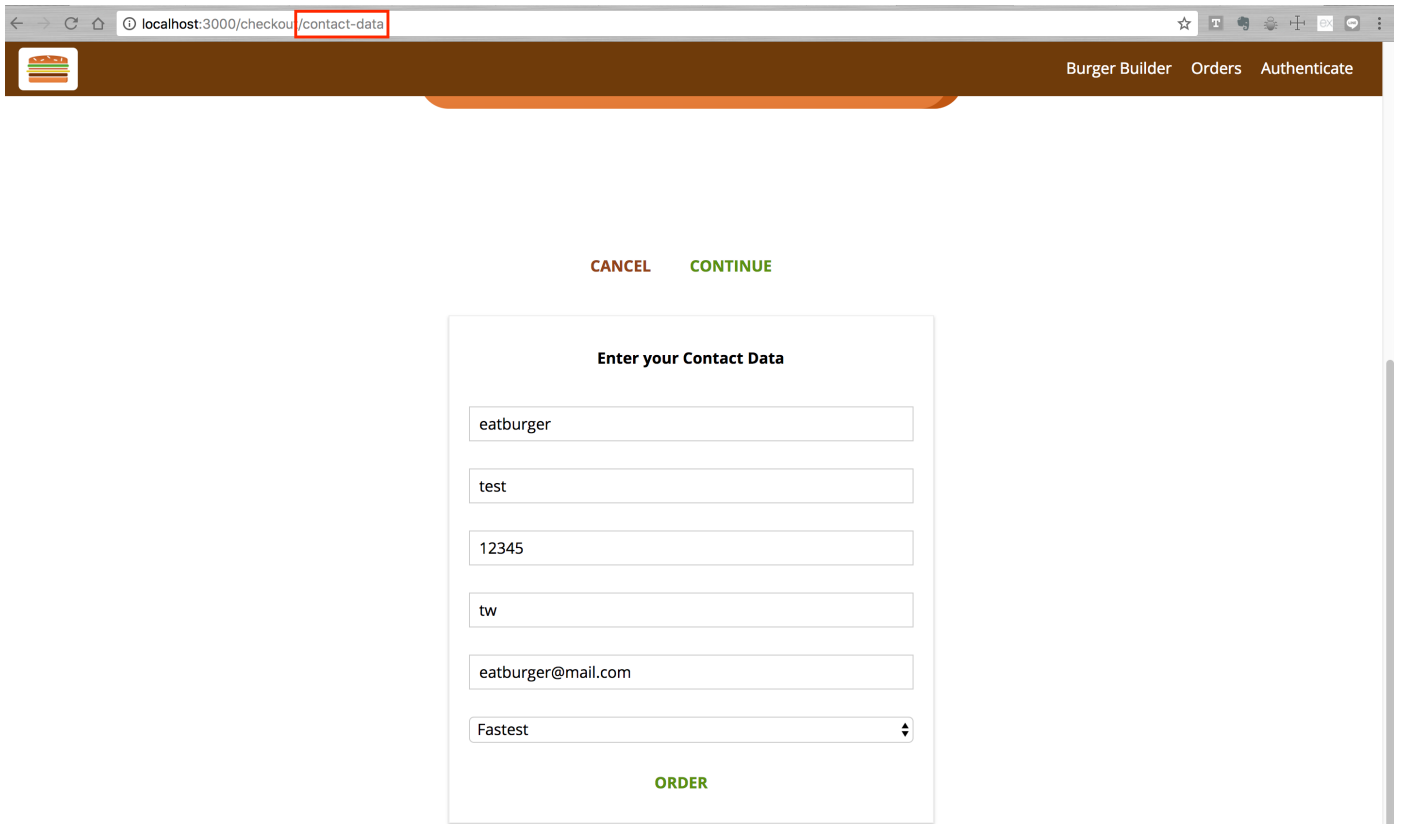 localhost:3000/checkout/contact-data
Burger Builder Orders Authenticate
CANCEL CONTINUE
Enter your Contact Data
eatburger
test
12345
tw
eatburger@mail.com
Fastest
ORDER